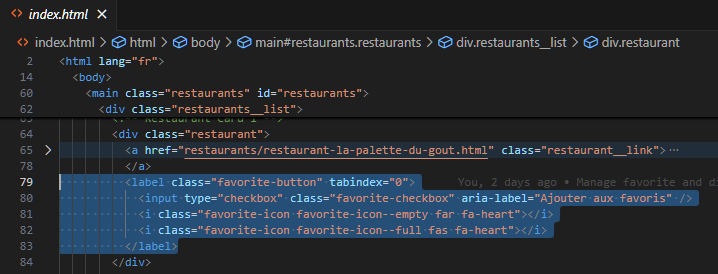 index.html
index.html > html > body > main#restaurants.restaurants > div.restaurants__list > div.restaurant
2 <html lang="fr">
14 <body>
60 <main class="restaurants" id="restaurants">
62 <div class="restaurants__list">
64 <div class="restaurant">
65 <a href="restaurants/restaurant-la-palette-du-gout.html" class="restaurant__link">…
78 </a>
79 <label class="favorite-button" tabindex="0"> You, 2 days ago • Manage favorite and di
80 <input type="checkbox" class="favorite-checkbox" aria-label="Ajouter aux favoris" />
81 <i class="favorite-icon favorite-icon--empty far fa-heart"></i>
82 <i class="favorite-icon favorite-icon--full fas fa-heart"></i>
83 </label>
84 </div>